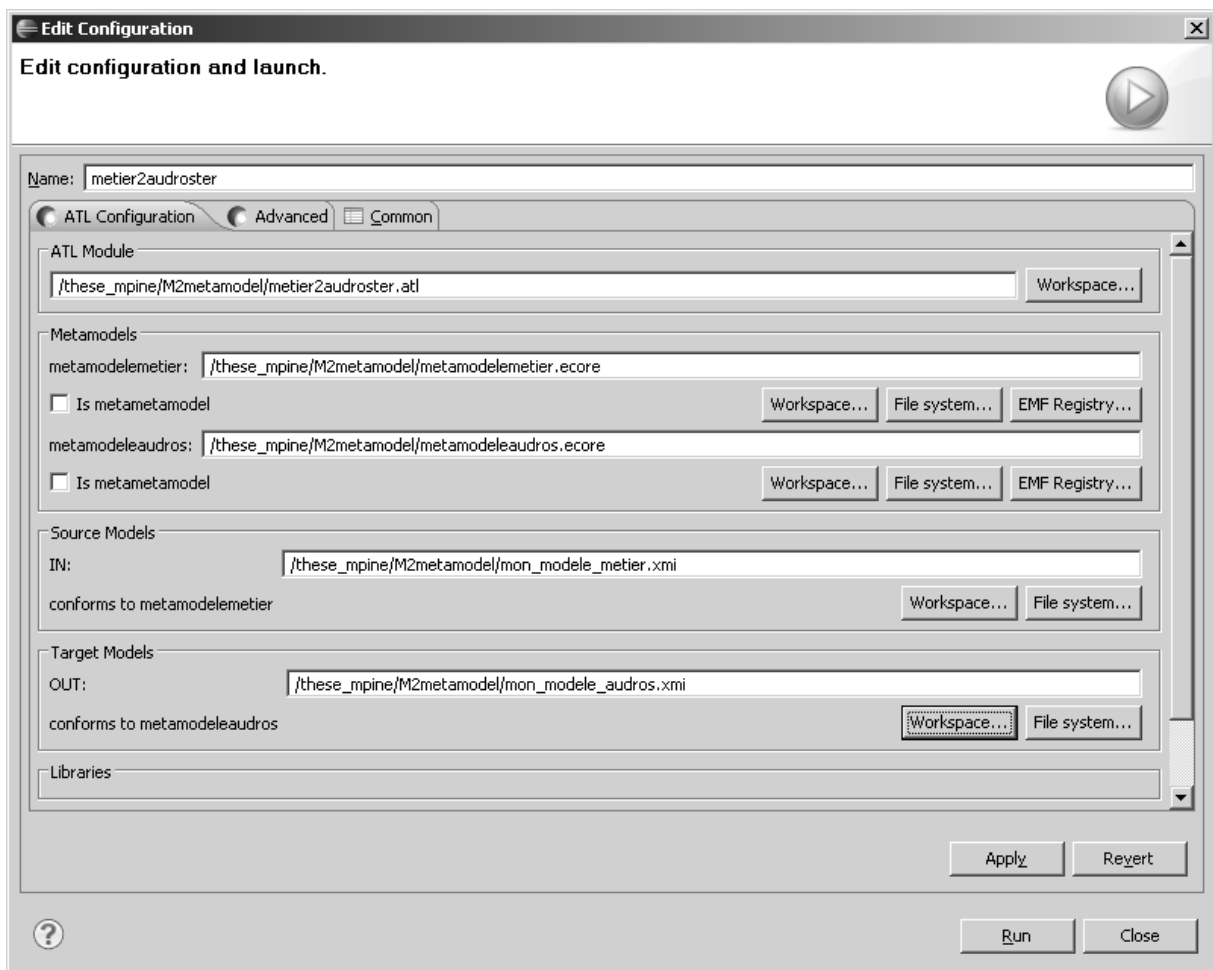 Edit Configuration
Edit configuration and launch.
Name: metier2audroster
ATL Configuration Advanced Common
ATL Module
/these_mpine/M2metamodel/metier2audroster.atl Workspace...
Metamodels
metamodelemetier: /these_mpine/M2metamodel/metamodelemetier.ecore
Is metametamodel Workspace... File system... EMF Registry...
metamodeleaudros: /these_mpine/M2metamodel/metamodeleaudros.ecore
Is metametamodel Workspace... File system... EMF Registry...
Source Models
IN: /these_mpine/M2metamodel/mon_modele_metier.xmi
conforms to metamodelemetier Workspace... File system...
Target Models
OUT: /these_mpine/M2metamodel/mon_modele_audros.xmi
conforms to metamodeleaudros Workspace... File system...
Libraries
Apply Revert
? Run Close